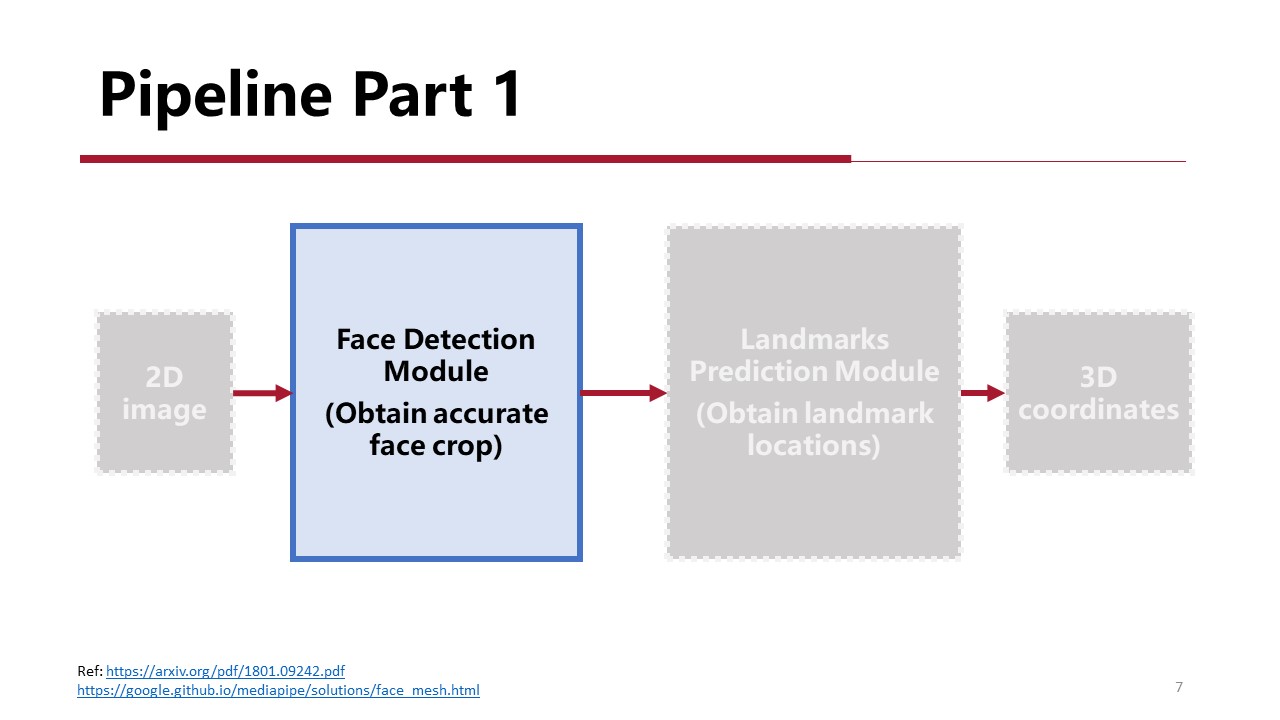 Pipeline Part 1
2D
image
Face Detection
Module
(Obtain accurate
face crop)
Landmarks
Prediction Module
(Obtain landmark
locations)
3D
coordinates
Ref: https://arxiv.org/pdf/1801.09242.pdf
https://google.github.io/mediapipe/solutions/face_mesh.html
7